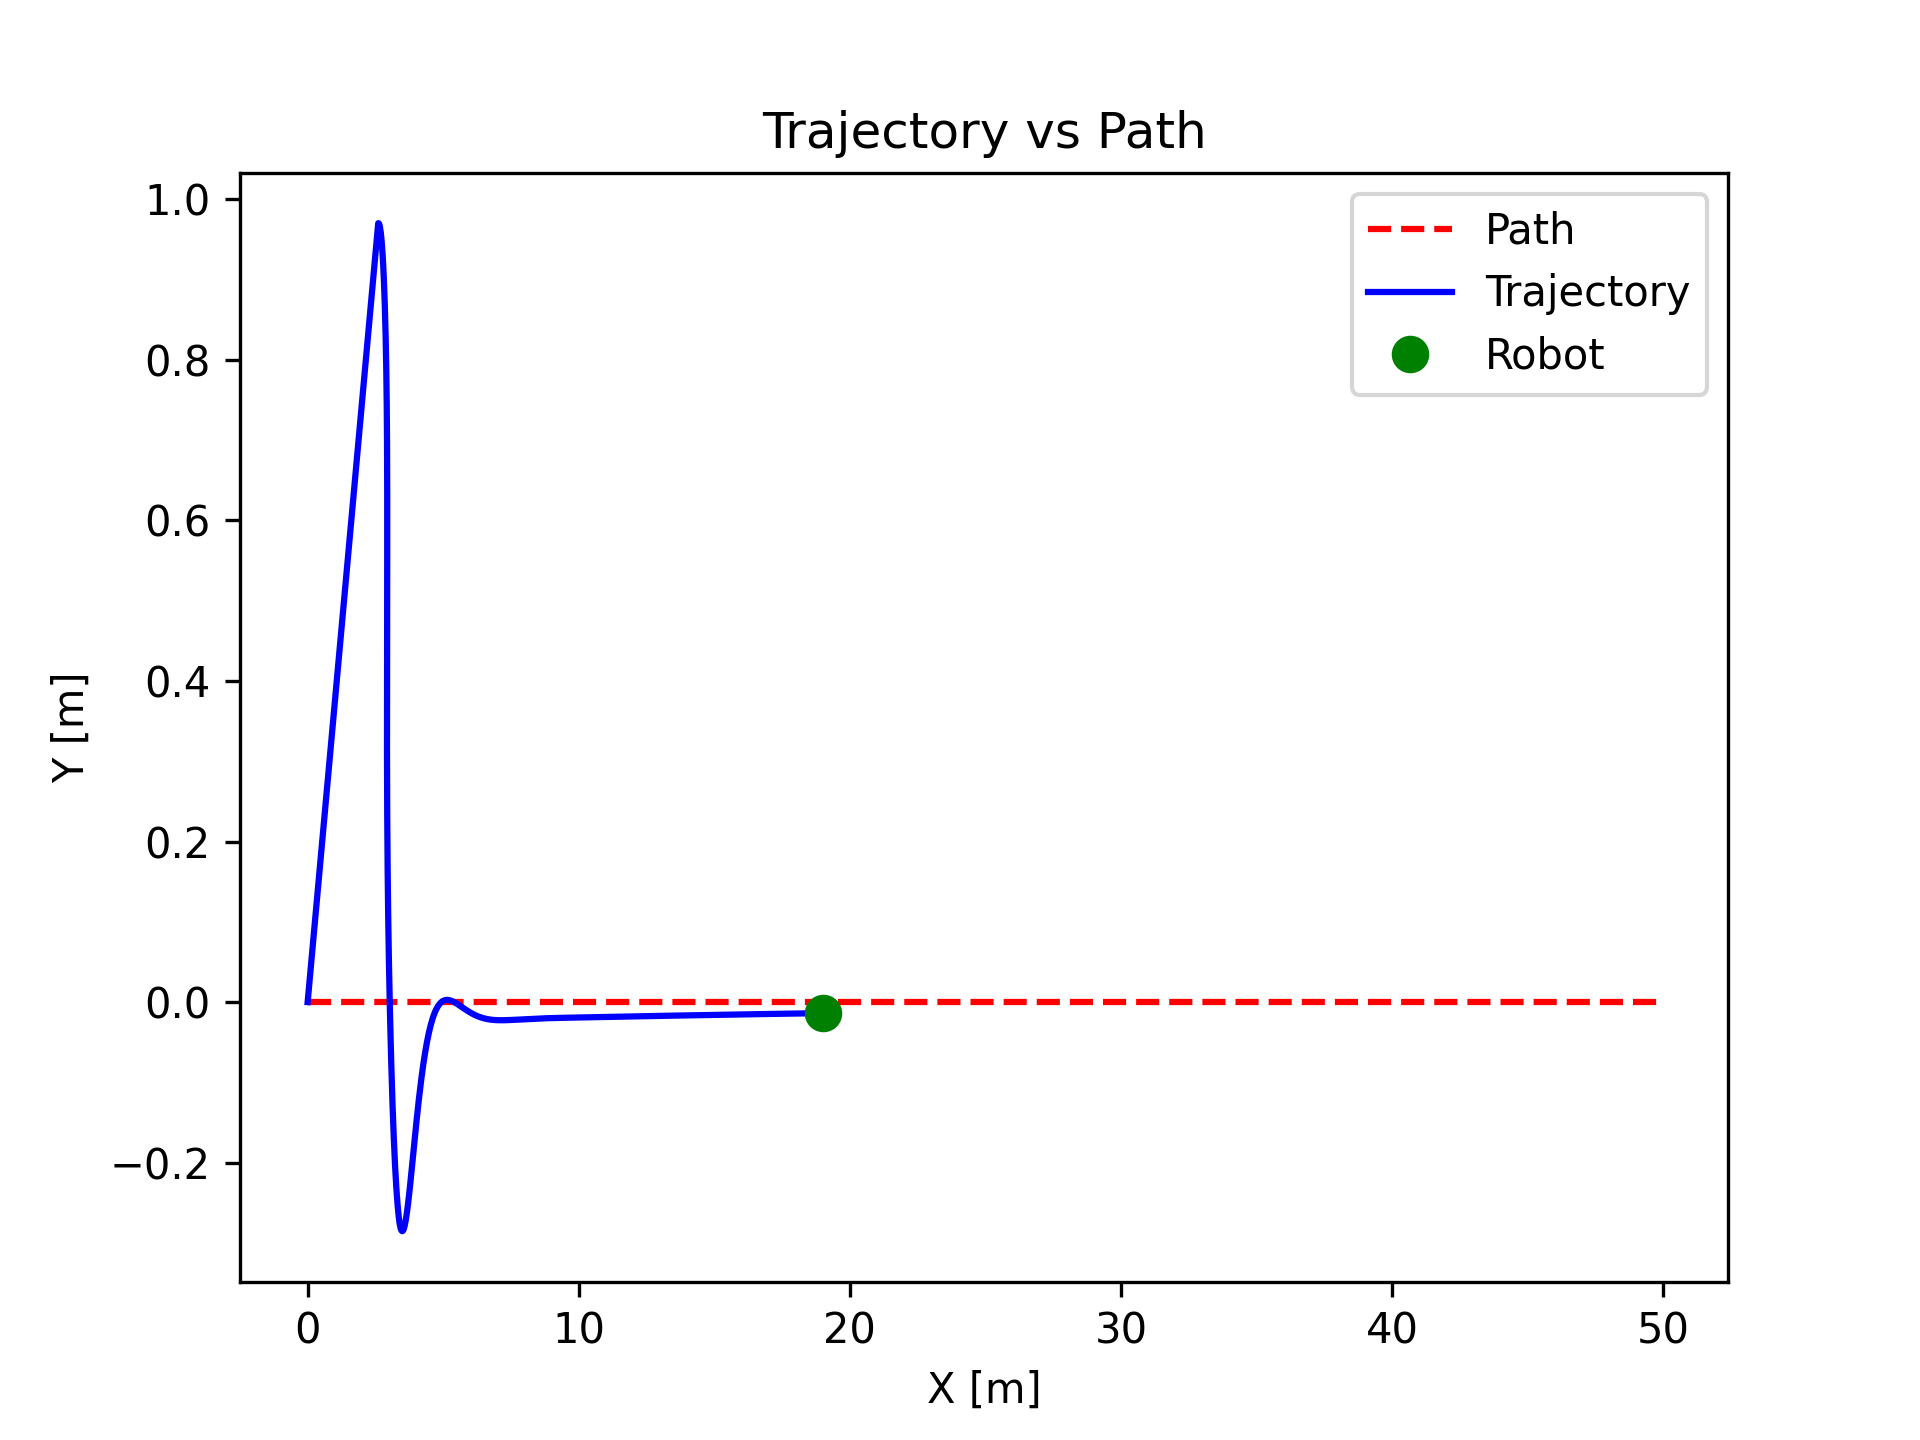 Trajectory vs Path
Path
Trajectory
Robot
1.0
0.8
0.6
0.4
0.2
0.0
−0.2
Y [m]
0 10 20 30 40 50
X [m]